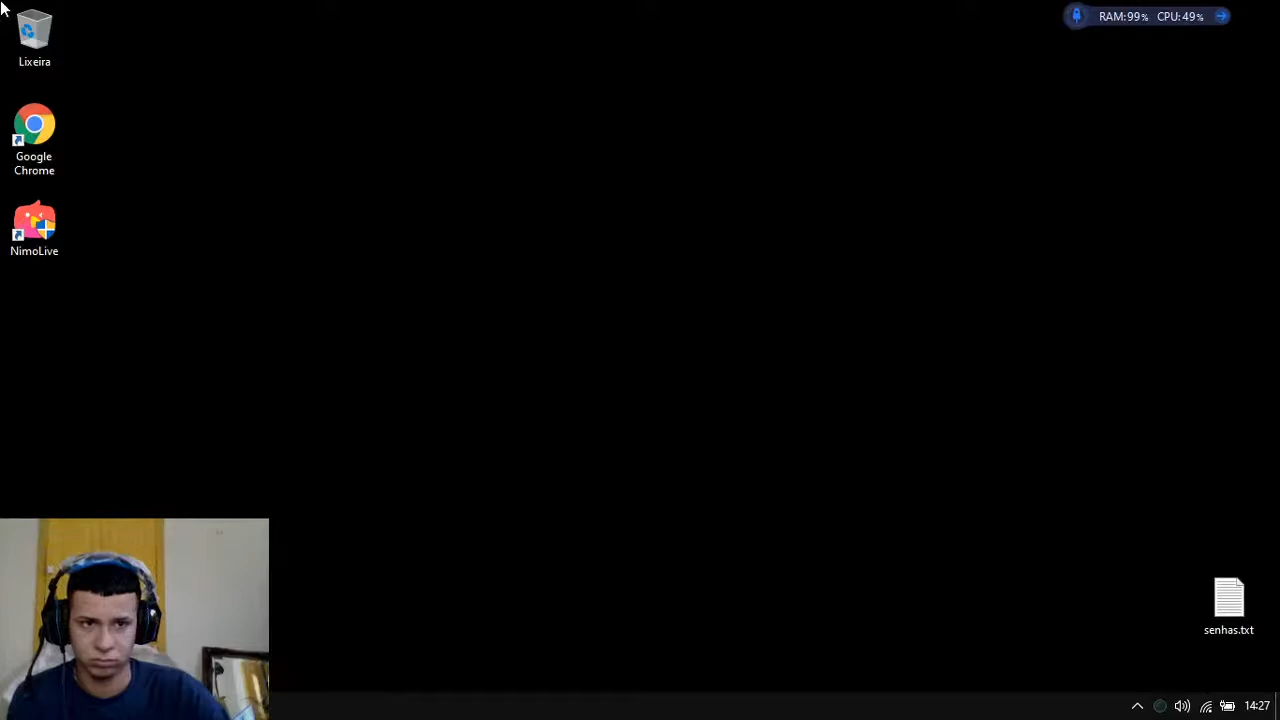 Lixeira
RAM:99% CPU:49%
Google
Chrome
NimoLive
senhas.txt
14:27